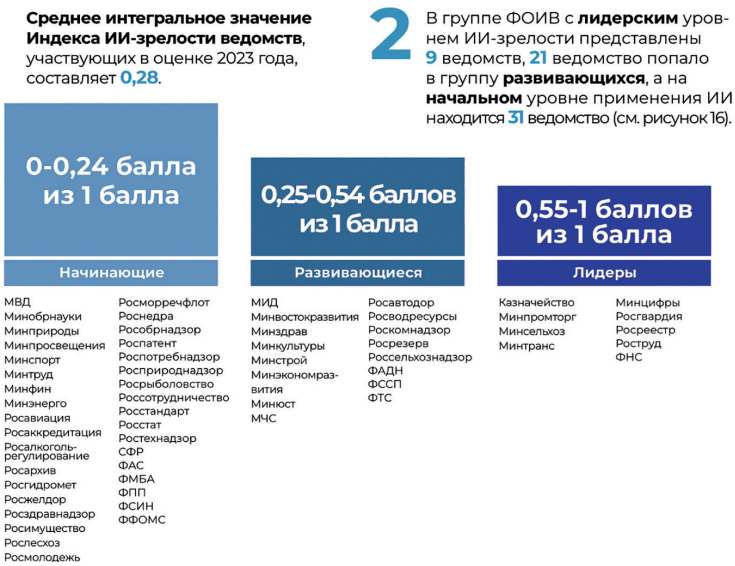 Среднее интегральное значение
Индекса ИИ-зрелости ведомств,
участвующих в оценке 2023 года,
составляет 0,28.
2
В группе ФОИВ с лидерским уров-
нем ИИ-зрелости представлены
9 ведомств, 21 ведомство попало
в группу развивающихся, а на
начальном уровне применения ИИ
находится 31 ведомство (см. рисунок 16).
0-0,24 балла
из 1 балла
Начинающие
МВД
Минобрнауки
Минприроды
Минпросвещения
Минспорт
Минтруд
Минфин
Минэнерго
Росавиация
Росаккредитация
Росалкоголь-
регулирование
Росархив
Росгидромет
Росжелдор
Росздравнадзор
Росимущество
Рослесхоз
Росмолодежь
Росморречфлот
Роснедра
Рособрнадзор
Роспатент
Роспотребнадзор
Росприроднадзор
Росрыболовство
Россотрудничество
Росстандарт
Росстат
Ростехнадзор
СФР
ФАС
ФМБА
ФПП
ФСИН
ФФОМС
0,25-0,54 баллов
из 1 балла
Развивающиеся
МИД
Минвостокразвития
Минздрав
Минкультуры
Минстрой
Минэкономраз-
вития
Минюст
МЧС
Росавтодор
Росводресурсы
Роскомнадзор
Росрезерв
Россельхознадзор
ФАДН
ФССП
ФТС
0,55-1 баллов
из 1 балла
Лидеры
Казначейство
Минпромторг
Минсельхоз
Минтранс
Минцифры
Росгвардия
Росреестр
Роструд
ФНС